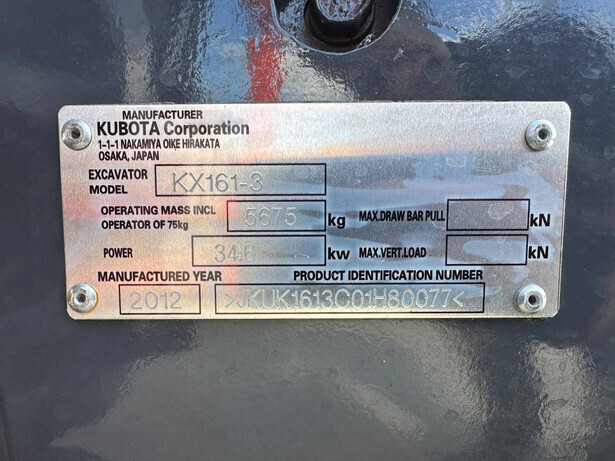 MANUFACTURER
KUBOTA Corporation
1-1-1 NAKAMIYA OIKE HIRAKATA
OSAKA, JAPAN
EXCAVATOR MODEL KX161-3
OPERATING MASS INCL OPERATOR OF 75kg 5675 kg MAX.DRAW BAR PULL kN
POWER 34.6 kw MAX.VERT.LOAD kN
MANUFACTURED YEAR PRODUCT IDENTIFICATION NUMBER
2012 >JKUK1613C01H80077<